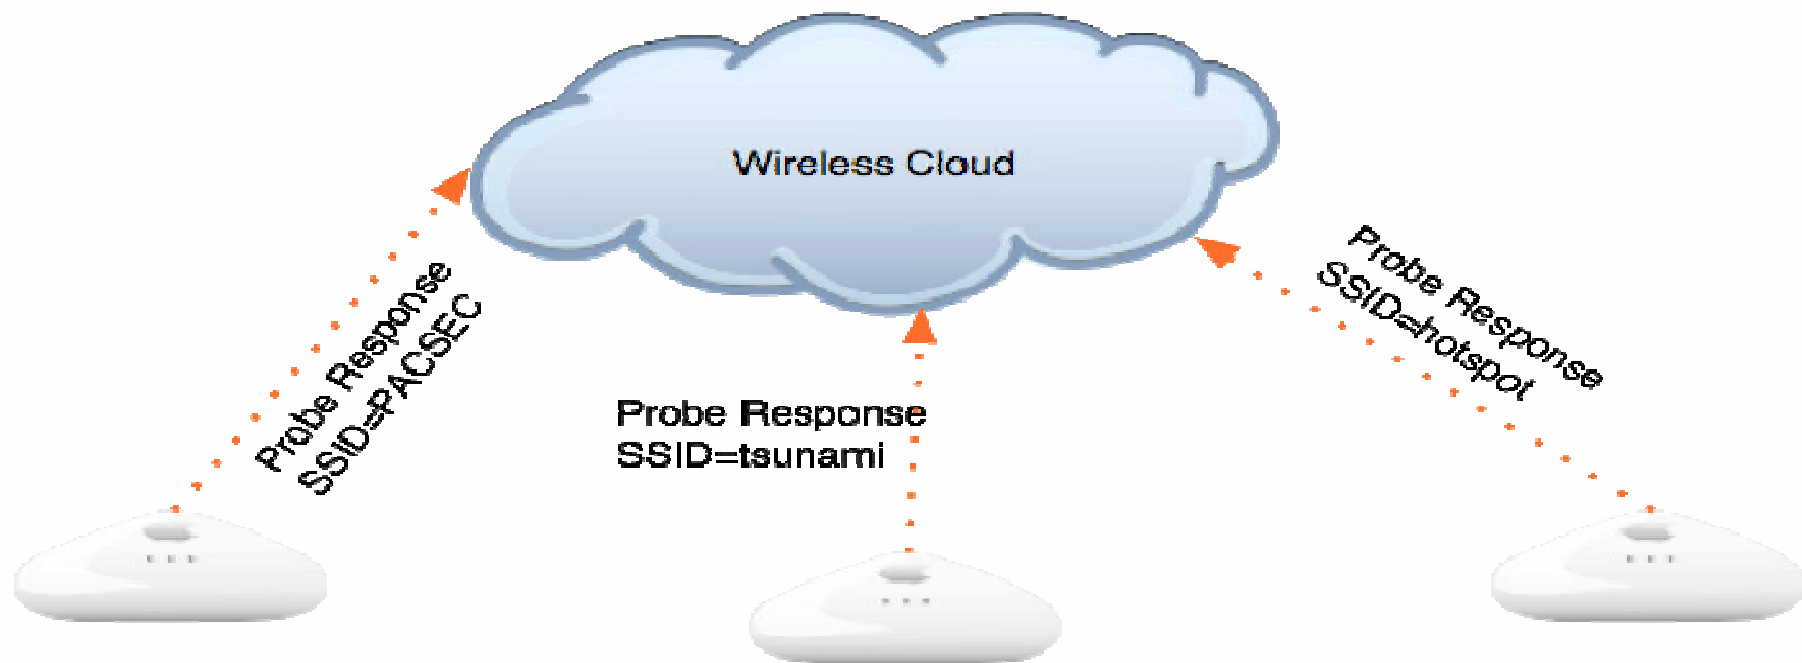 Wireless Cloud
Probe Response
SSID=PACSEC
Probe Response
SSID=tsunami
Probe Response
SSID=hotspot